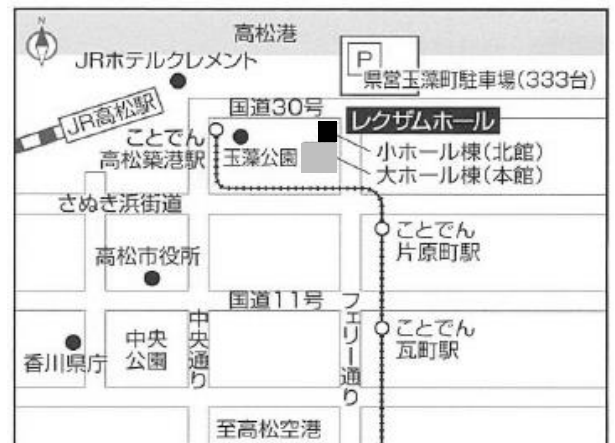 N
高松港
JRホテルクレメント
P
県営玉藻町駐車場(333台)
JR高松駅
国道30号
レクザムホール
ことでん
高松築港駅
玉藻公園
小ホール棟(北館)
大ホール棟(本館)
さぬき浜街道
ことでん
片原町駅
高松市役所
国道11号
フェリー通り
中央通り
ことでん
瓦町駅
香川県庁
中央
公園
至高松空港